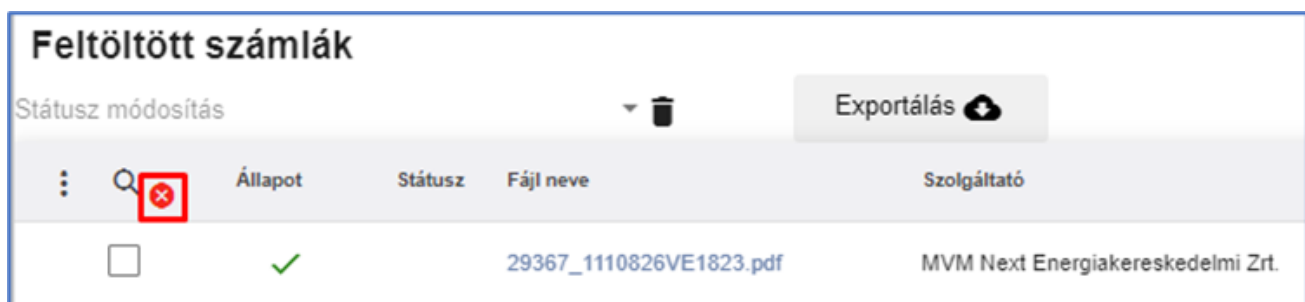 Feltöltött számlák
Státusz módosítás
Exportálás
Állapot Státusz Fájl neve Szolgáltató
29367_1110826VE1823.pdf MVM Next Energiakereskedelmi Zrt.